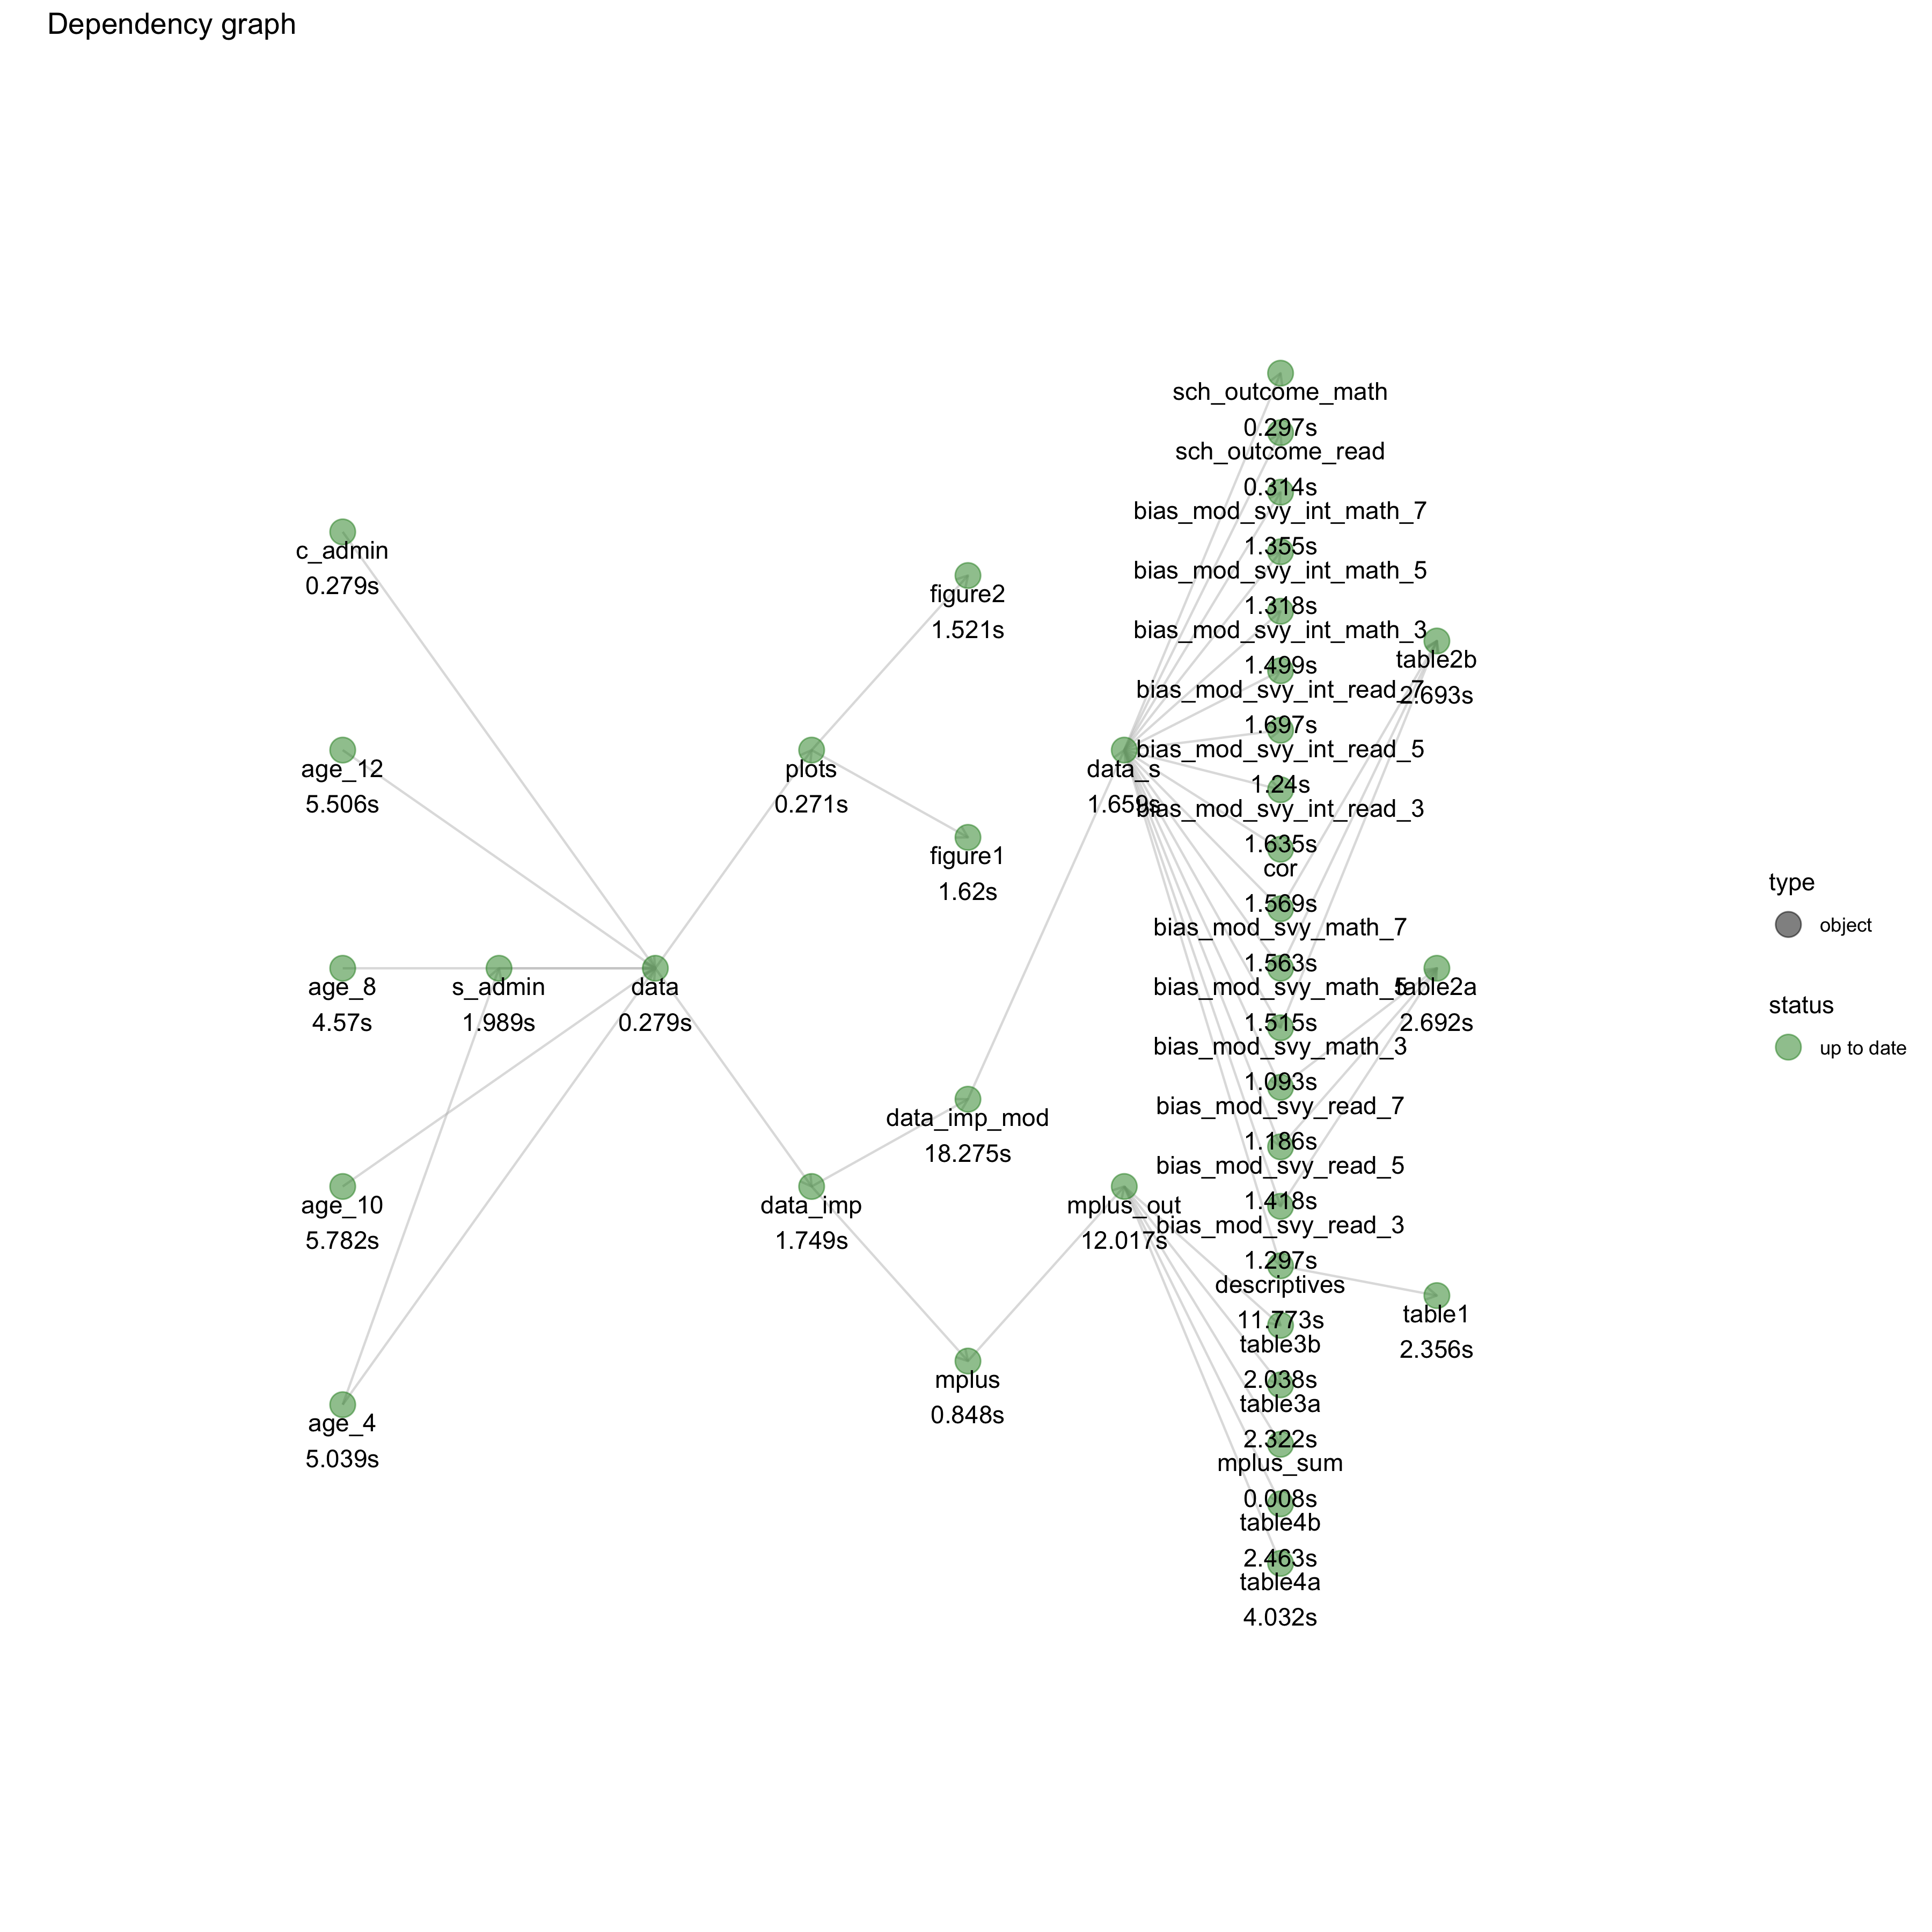 Dependency graph
c_admin
0.279s
age_12
5.506s
age_8
4.57s
age_10
5.782s
age_4
5.039s
s_admin
1.989s
data
0.279s
plots
0.271s
data_imp
1.749s
figure2
1.521s
figure1
1.62s
data_imp_mod
18.275s
mplus
0.848s
data_s
1.659s
mplus_out
12.017s
sch_outcome_math
0.297s
sch_outcome_read
0.314s
bias_mod_svy_int_math_7
1.355s
bias_mod_svy_int_math_5
1.318s
bias_mod_svy_int_math_3
1.499s
bias_mod_svy_int_read_7
1.697s
bias_mod_svy_int_read_5
1.24s
bias_mod_svy_int_read_3
1.635s
cor
1.569s
bias_mod_svy_math_7
1.563s
bias_mod_svy_math_5
1.515s
bias_mod_svy_math_3
1.093s
bias_mod_svy_read_7
1.186s
bias_mod_svy_read_5
1.418s
bias_mod_svy_read_3
1.297s
descriptives
11.773s
table3b
2.038s
table3a
2.322s
mplus_sum
0.008s
table4b
2.463s
table4a
4.032s
table2b
2.693s
table2a
2.692s
table1
2.356s
type
object
status
up to date